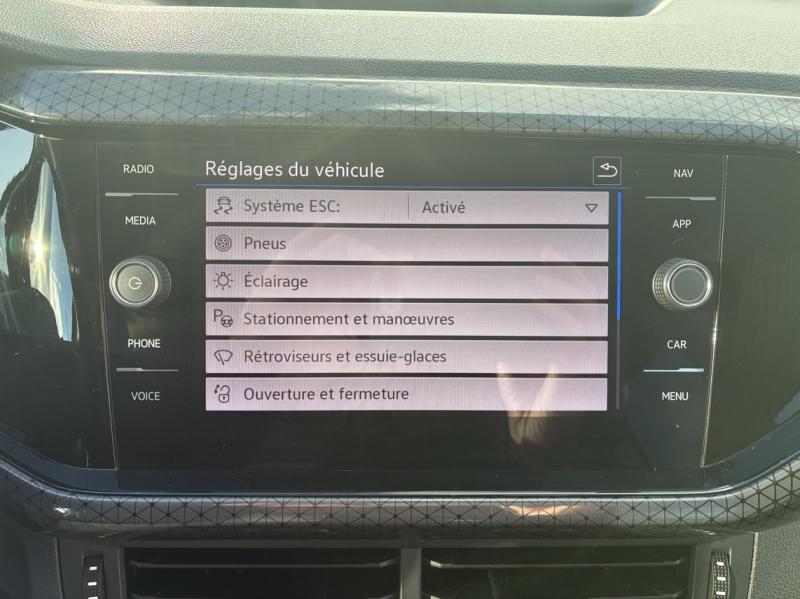 RADIO
MEDIA
PHONE
VOICE
Réglages du véhicule
Système ESC: Activé
Pneus
Éclairage
P Stationnement et manœuvres
Rétroviseurs et essuie-glaces
Ouverture et fermeture
NAV
APP
CAR
MENU